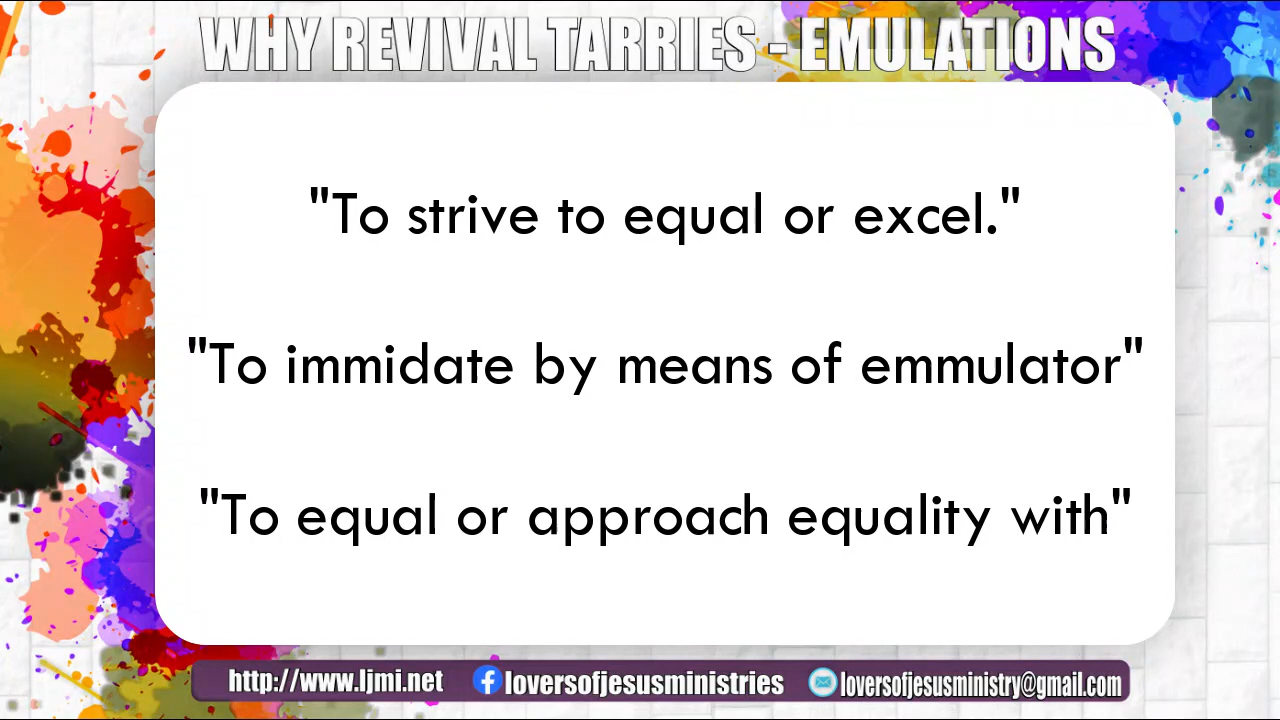 WHY REVIVAL TARRIES - EMULATIONS
"To strive to equal or excel."
"To immidate by means of emmulator"
"To equal or approach equality with"
http://www.ljmi.net loversofjesusministries loversofjesusministry@gmail.com